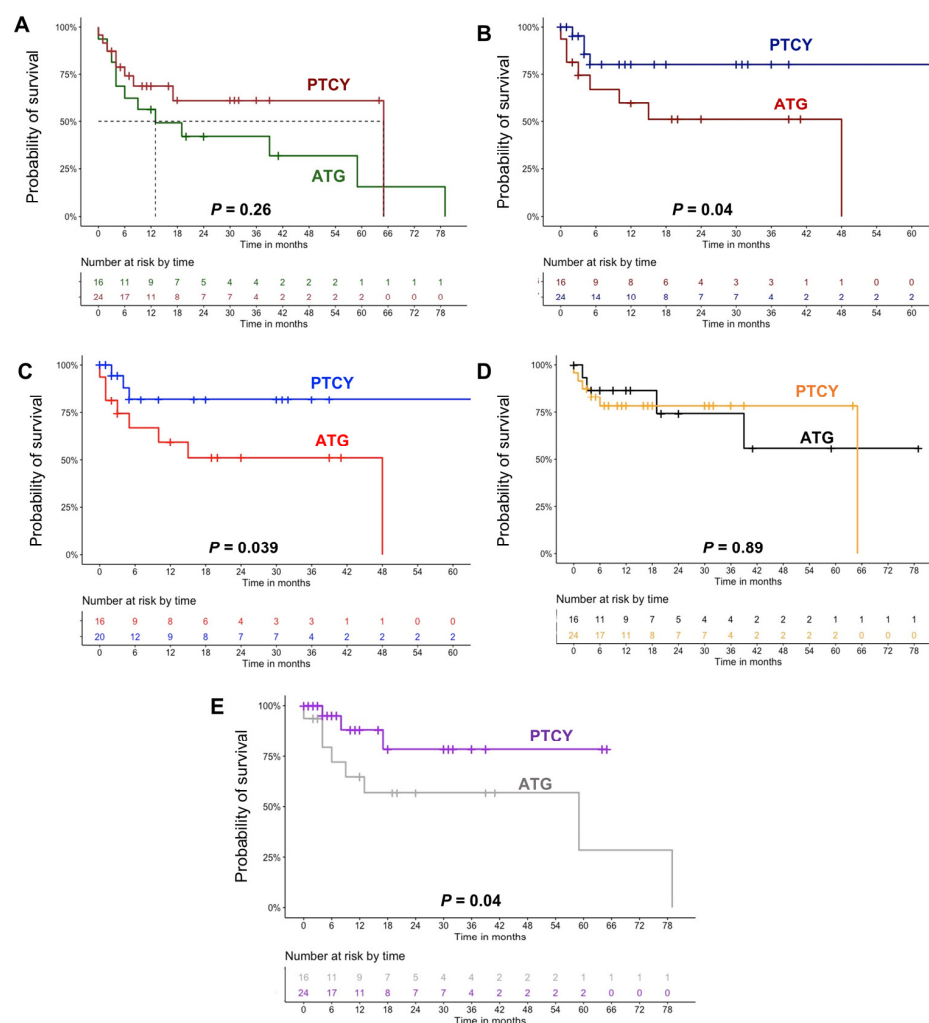 A
Probability of survival
100%
75%
50%
25%
0%
PTCY
ATG
P = 0.26
0 6 12 18 24 30 36 42 48 54 60 66 72 78
Time in months
Number at risk by time
16 11 9 7 5 4 4 2 2 2 1 1 1 1
24 17 11 8 7 7 4 2 2 2 2 0 0 0
0 6 12 18 24 30 36 42 48 54 60 66 72 78
B
Probability of survival
100%
75%
50%
25%
0%
PTCY
ATG
P = 0.04
0 6 12 18 24 30 36 42 48 54 60
Time in months
Number at risk by time
16 9 8 6 4 3 3 1 1 0 0
24 14 10 8 7 7 4 2 2 2 2
0 6 12 18 24 30 36 42 48 54 60
C
Probability of survival
100%
75%
50%
25%
0%
PTCY
ATG
P = 0.039
0 6 12 18 24 30 36 42 48 54 60
Time in months
Number at risk by time
16 9 8 6 4 3 3 1 1 0 0
20 12 9 8 7 7 4 2 2 2 2
0 6 12 18 24 30 36 42 48 54 60
D
Probability of survival
100%
75%
50%
25%
0%
PTCY
ATG
P = 0.89
0 6 12 18 24 30 36 42 48 54 60 66 72 78
Time in months
Number at risk by time
16 11 9 7 5 4 4 2 2 2 1 1 1 1
24 17 11 8 7 7 4 2 2 2 2 0 0 0
0 6 12 18 24 30 36 42 48 54 60 66 72 78
E
Probability of survival
100%
75%
50%
25%
0%
PTCY
ATG
P = 0.04
0 6 12 18 24 30 36 42 48 54 60 66 72 78
Time in months
Number at risk by time
16 11 9 7 5 4 4 2 2 2 1 1 1 1
24 17 11 8 7 7 4 2 2 2 2 0 0 0
0 6 12 18 24 30 36 42 48 54 60 66 72 78